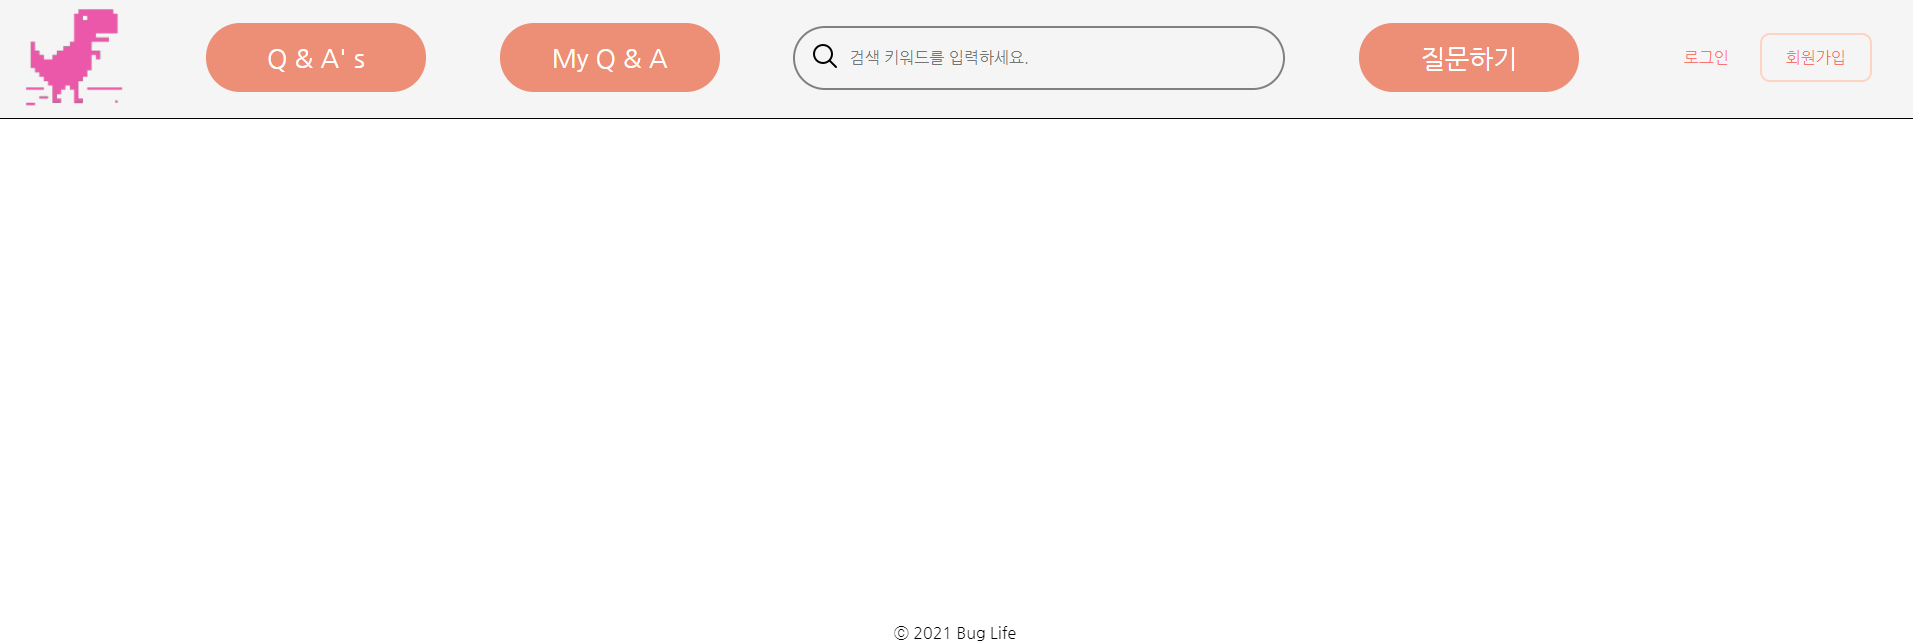 Q & A' s
My Q & A
검색 키워드를 입력하세요.
질문하기
로그인
회원가입
© 2021 Bug Life